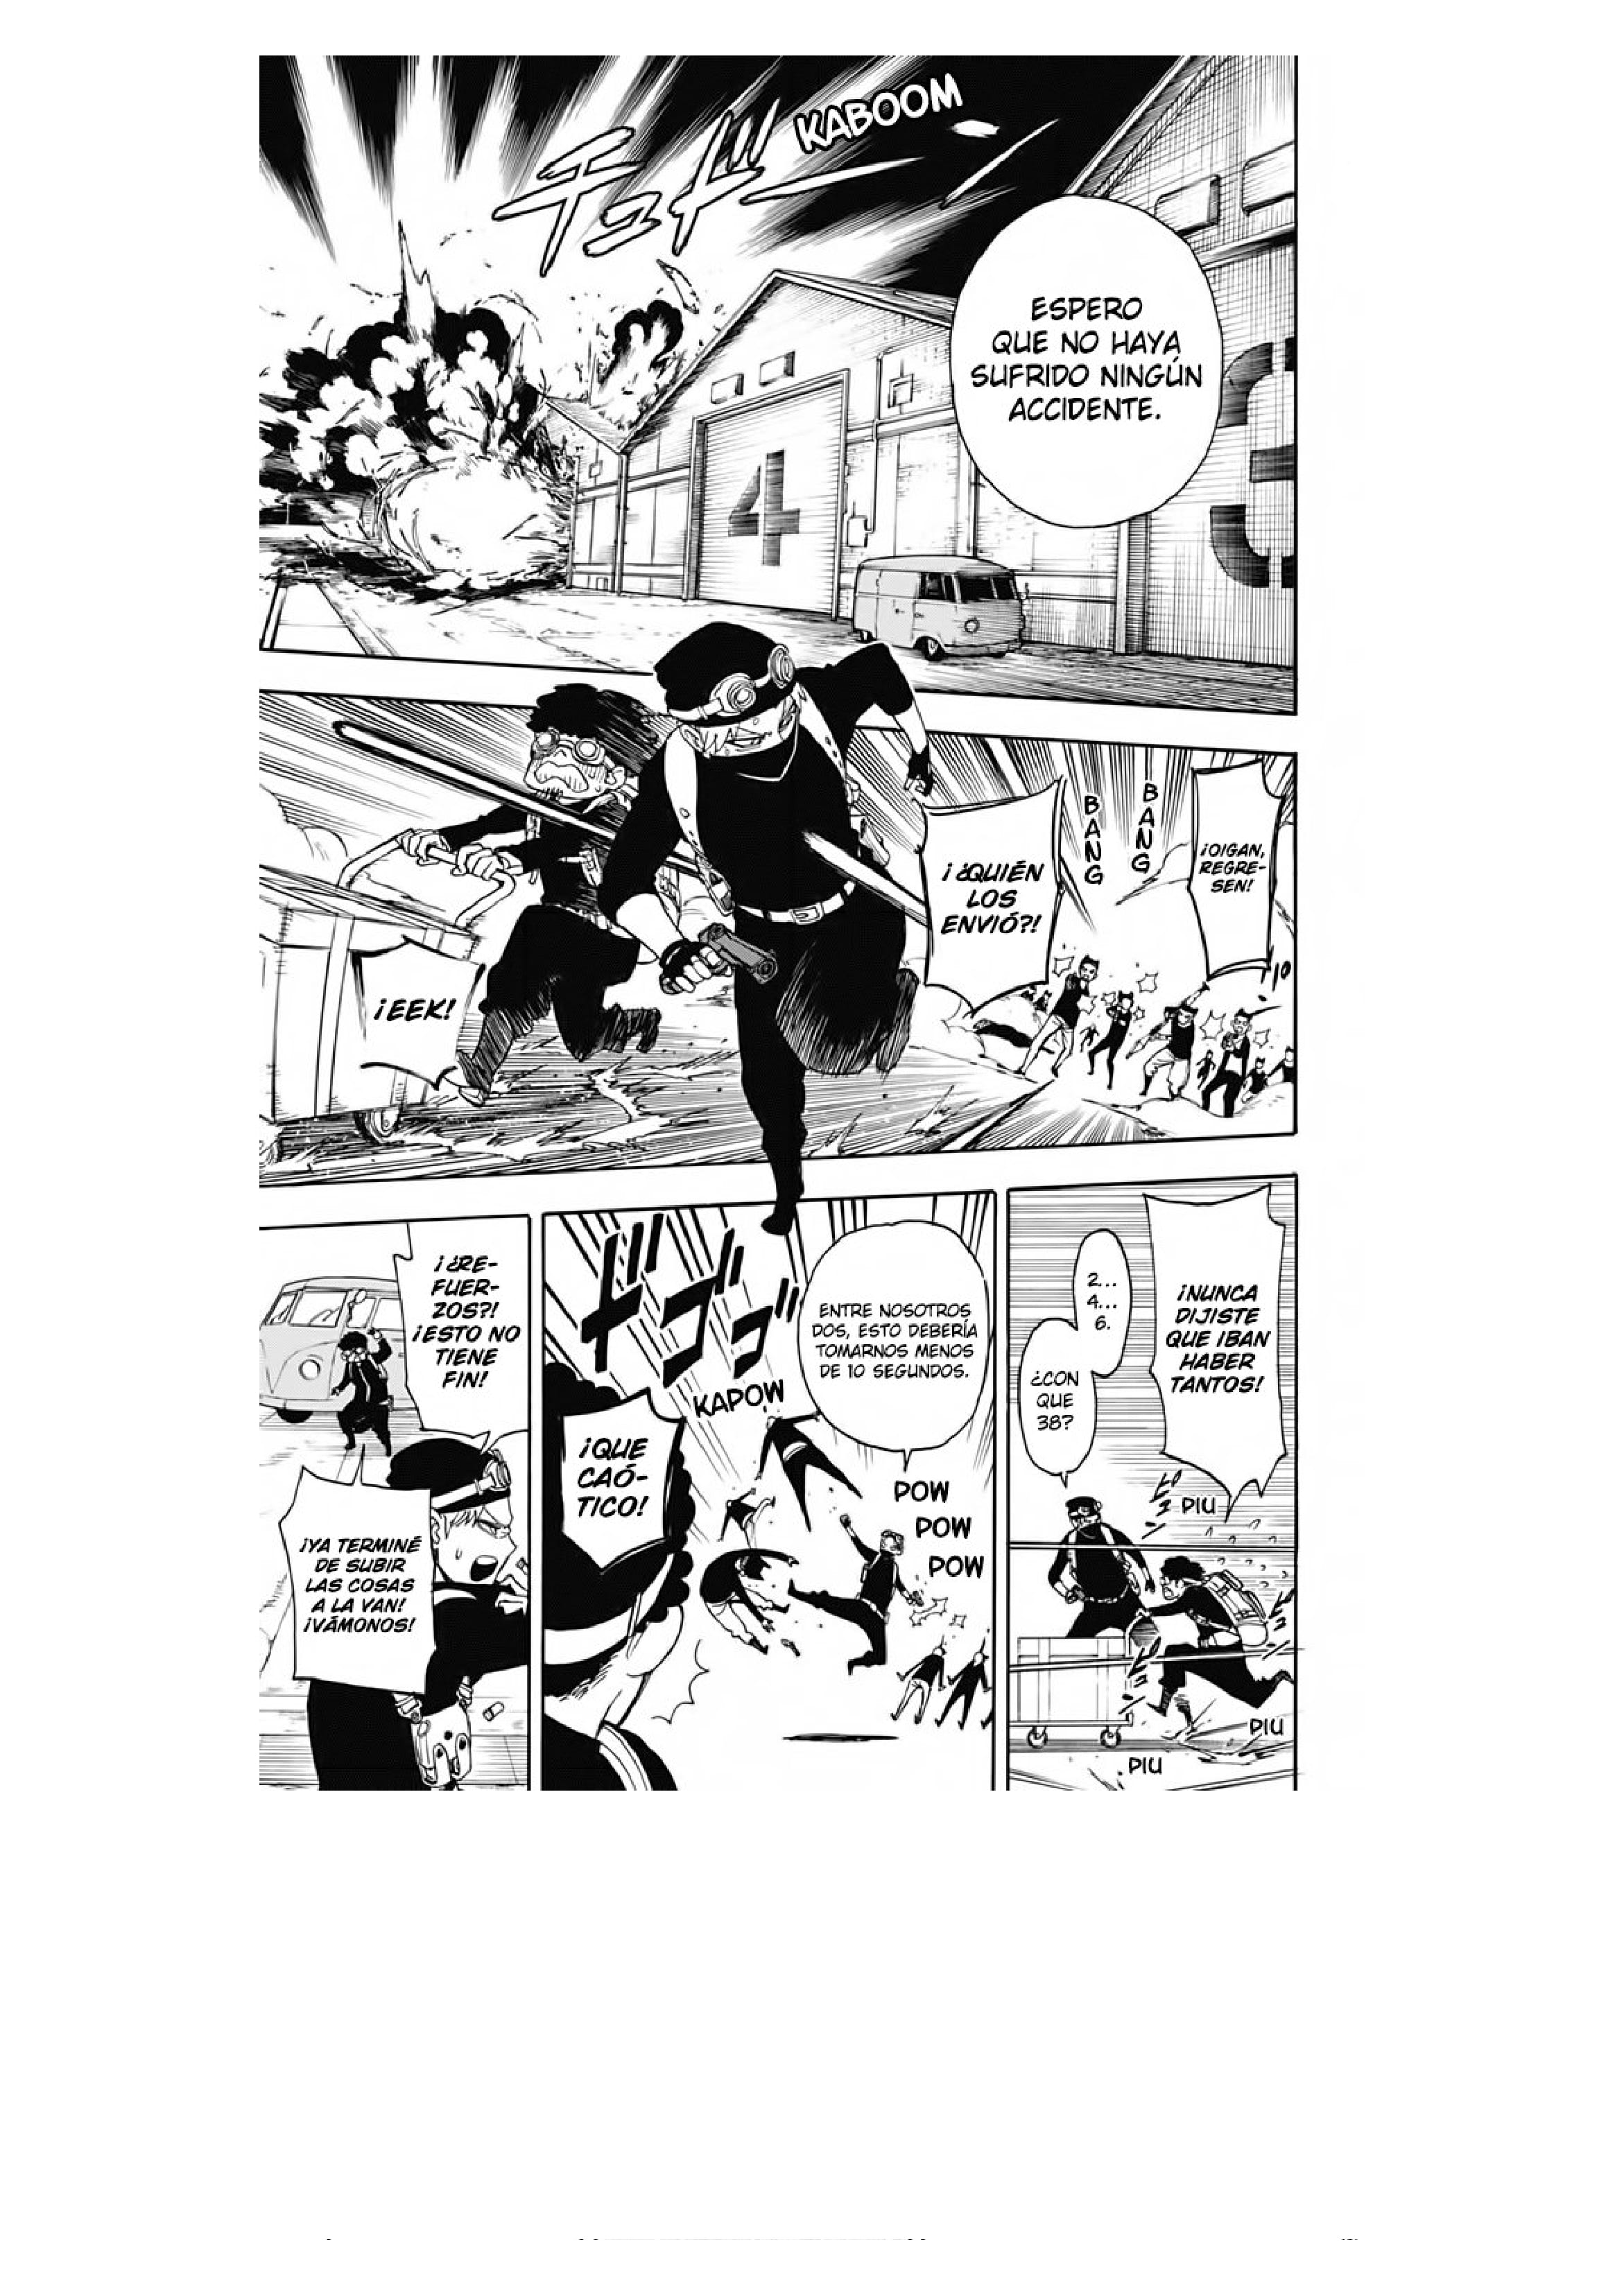 KABOOM
チュドー
ESPERO
QUE NO HAYA
SUFRIDO NINGÚN
ACCIDENTE.
4
¡OIGAN,
REGRE-
SEN!
BANG
BANG
¡¿QUIÉN
LOS
ENVIÓ?!
¡EEK!
¡NUNCA
DIJISTE
QUE IBAN
HABER
TANTOS!
2...
4...
6.
¿CON
QUE
38?
PIU
PIU
PIU
ENTRE NOSOTROS
DOS, ESTO DEBERÍA
TOMARNOS MENOS
DE 10 SEGUNDOS.
ドゴゴ
KAPOW
POW
POW
POW
¡QUE
CAÓ-
TICO!
¡¿RE-
FUER-
ZOS?!
¡ESTO NO
TIENE
FIN!
¡YA TERMINÉ
DE SUBIR
LAS COSAS
A LA VAN!
¡VÁMONOS!